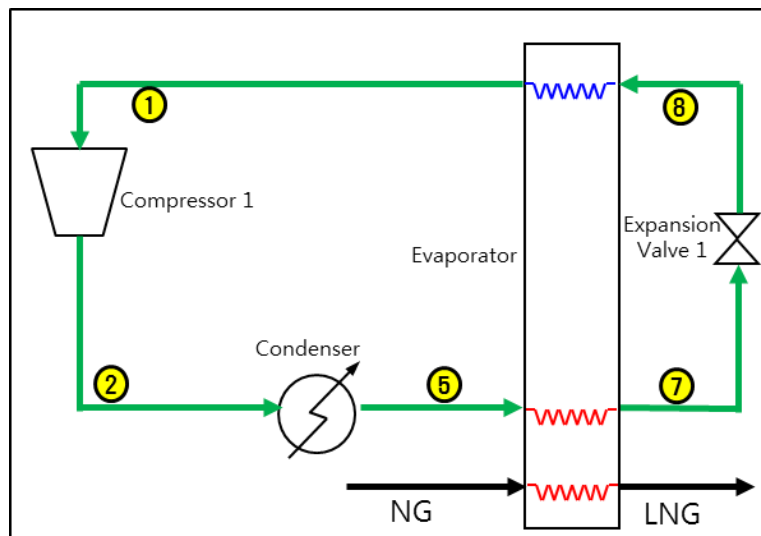 1
8
Compressor 1
Expansion
Valve 1
Evaporator
Condenser
2
5
7
NG
LNG